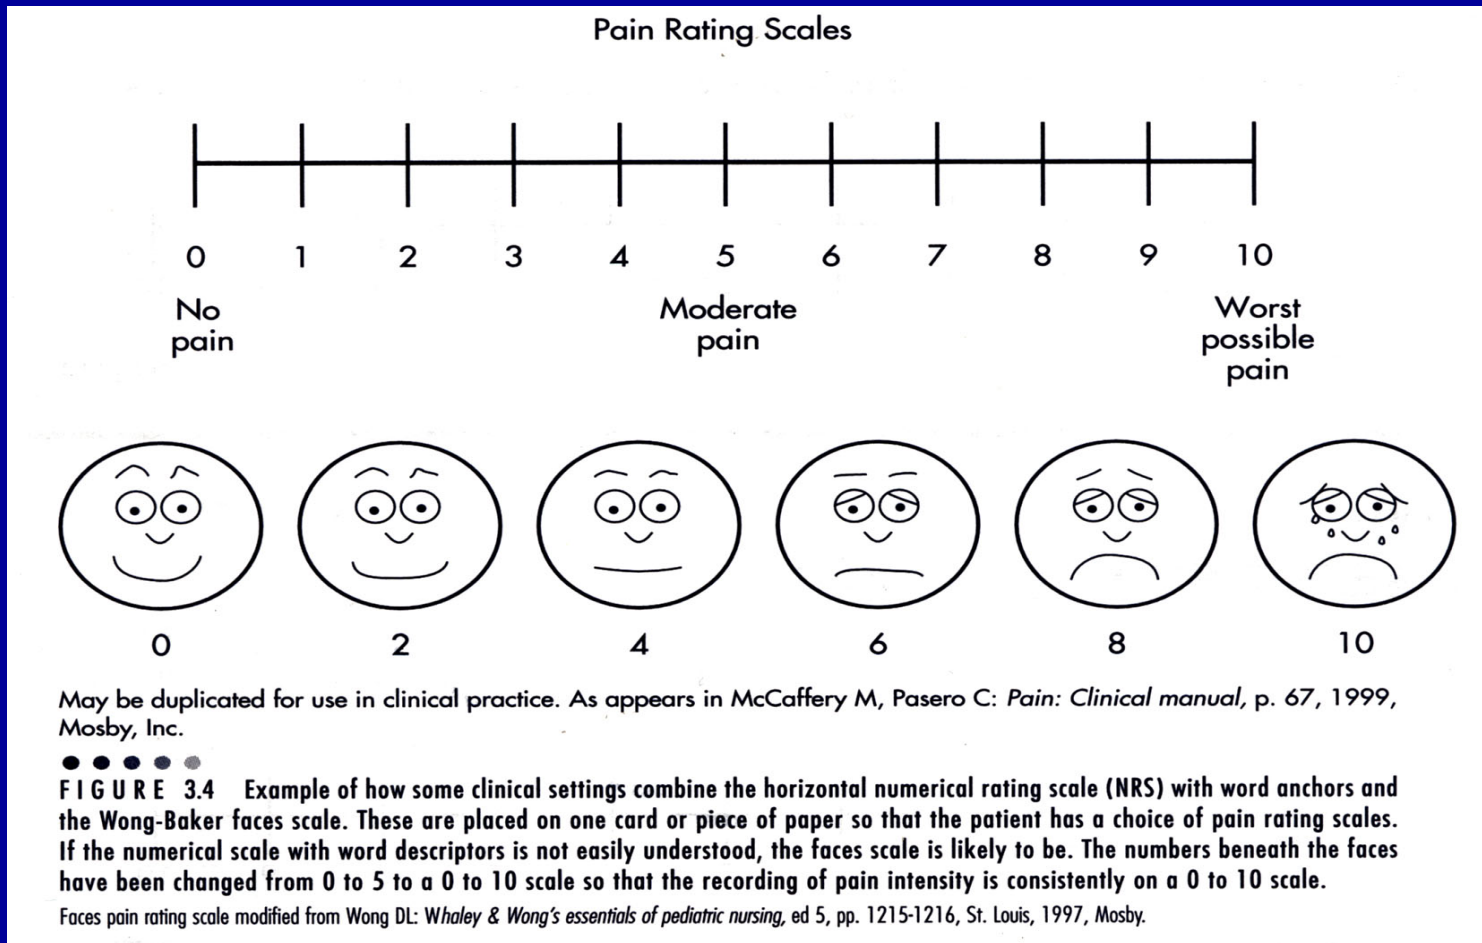 Pain Rating Scales
0 1 2 3 4 5 6 7 8 9 10
No Moderate Worst
pain pain possible
pain
0 2 4 6 8 10
May be duplicated for use in clinical practice. As appears in McCaffery M, Pasero C: Pain: Clinical manual, p. 67, 1999,
Mosby, Inc.
FIGURE 3.4 Example of how some clinical settings combine the horizontal numerical rating scale (NRS) with word anchors and
the Wong-Baker faces scale. These are placed on one card or piece of paper so that the patient has a choice of pain rating scales.
If the numerical scale with word descriptors is not easily understood, the faces scale is likely to be. The numbers beneath the faces
have been changed from 0 to 5 to a 0 to 10 scale so that the recording of pain intensity is consistently on a 0 to 10 scale.
Faces pain rating scale modified from Wong DL: Whaley & Wong's essentials of pediatric nursing, ed 5, pp. 1215-1216, St. Louis, 1997, Mosby.